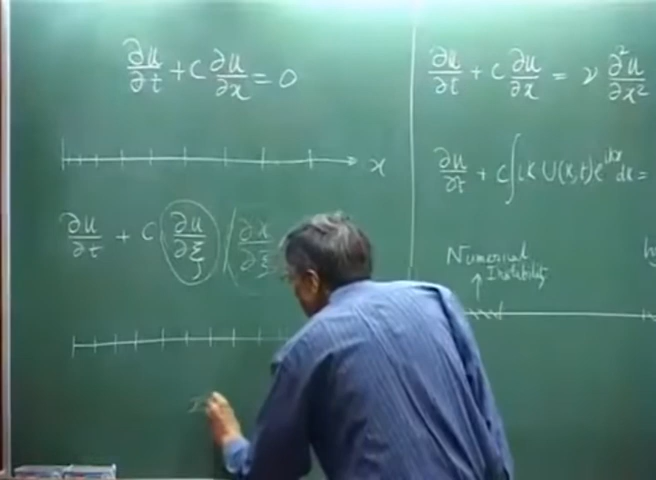 ∂u/∂t + C ∂u/∂x = 0
x
∂u/∂t + C ∂u/∂ξ / (∂x/∂ξ
∂u/∂t + C ∂u/∂x = ν ∂²u/∂x²
∂u/∂t + C ∫ iK U(K,t) e^{ikx} dK =
Numerical
Instability